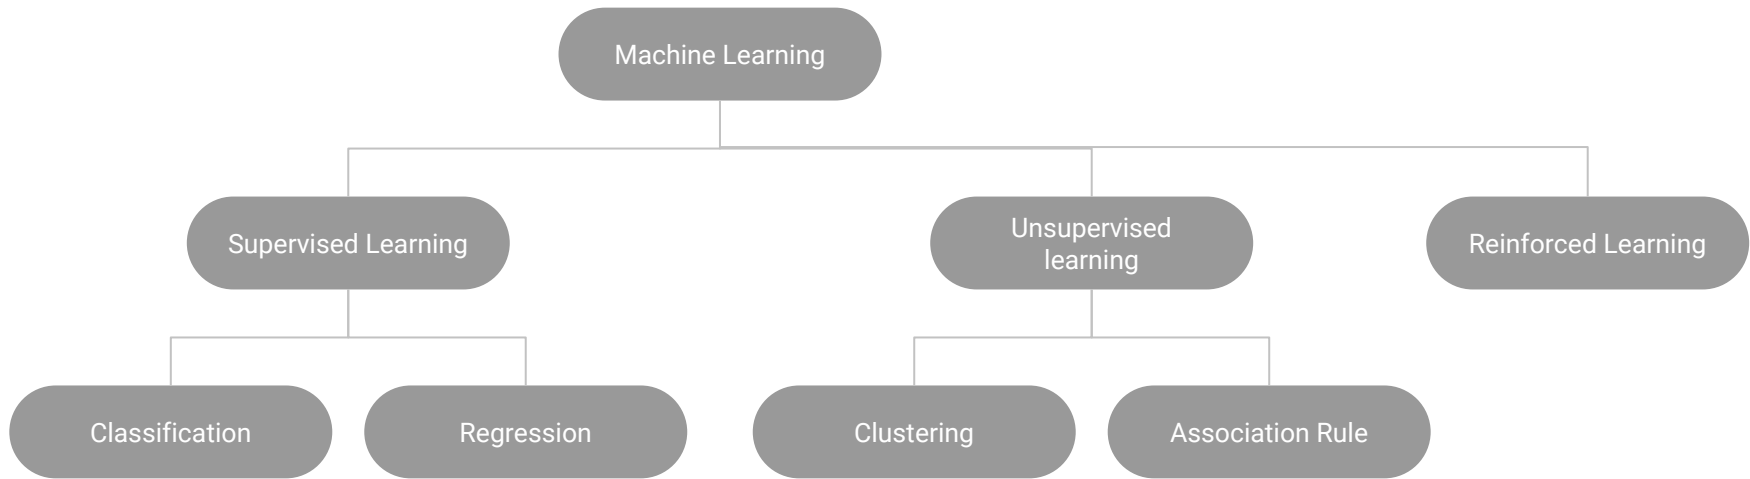 Machine Learning
Supervised Learning
Unsupervised
learning
Reinforced Learning
Classification
Regression
Clustering
Association Rule